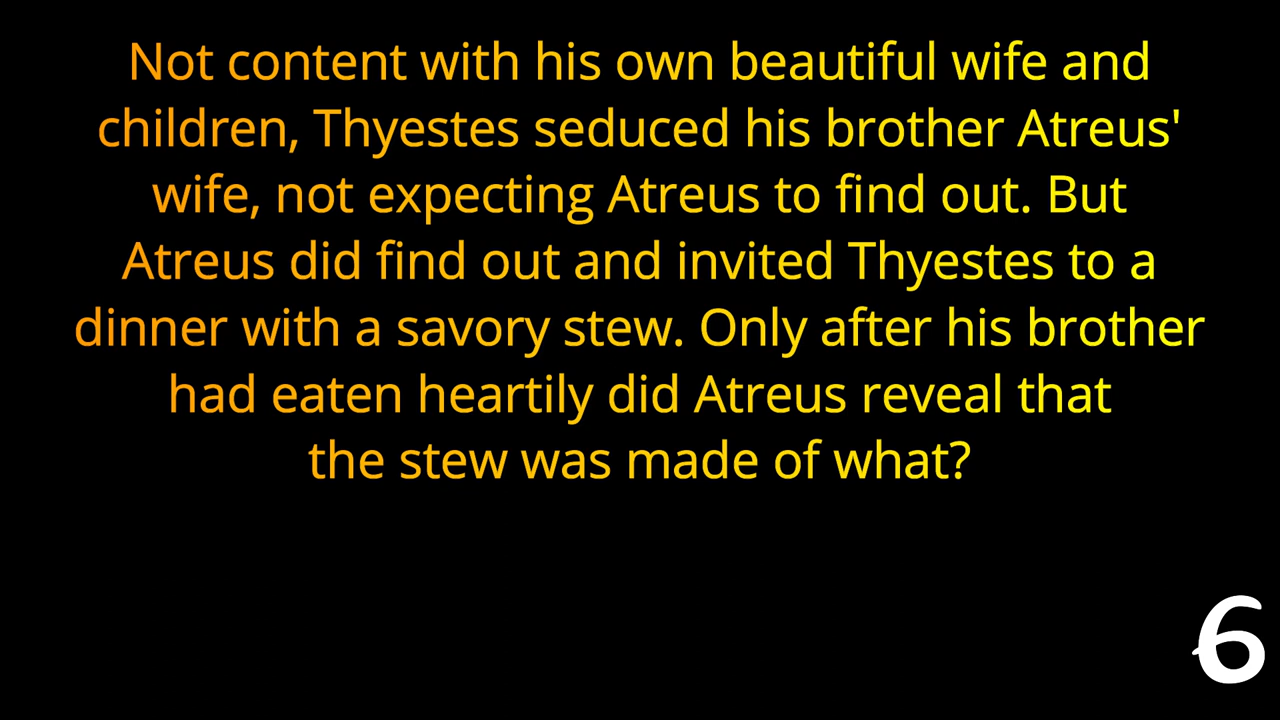 Not content with his own beautiful wife and
children, Thyestes seduced his brother Atreus'
wife, not expecting Atreus to find out. But
Atreus did find out and invited Thyestes to a
dinner with a savory stew. Only after his brother
had eaten heartily did Atreus reveal that
the stew was made of what?
6